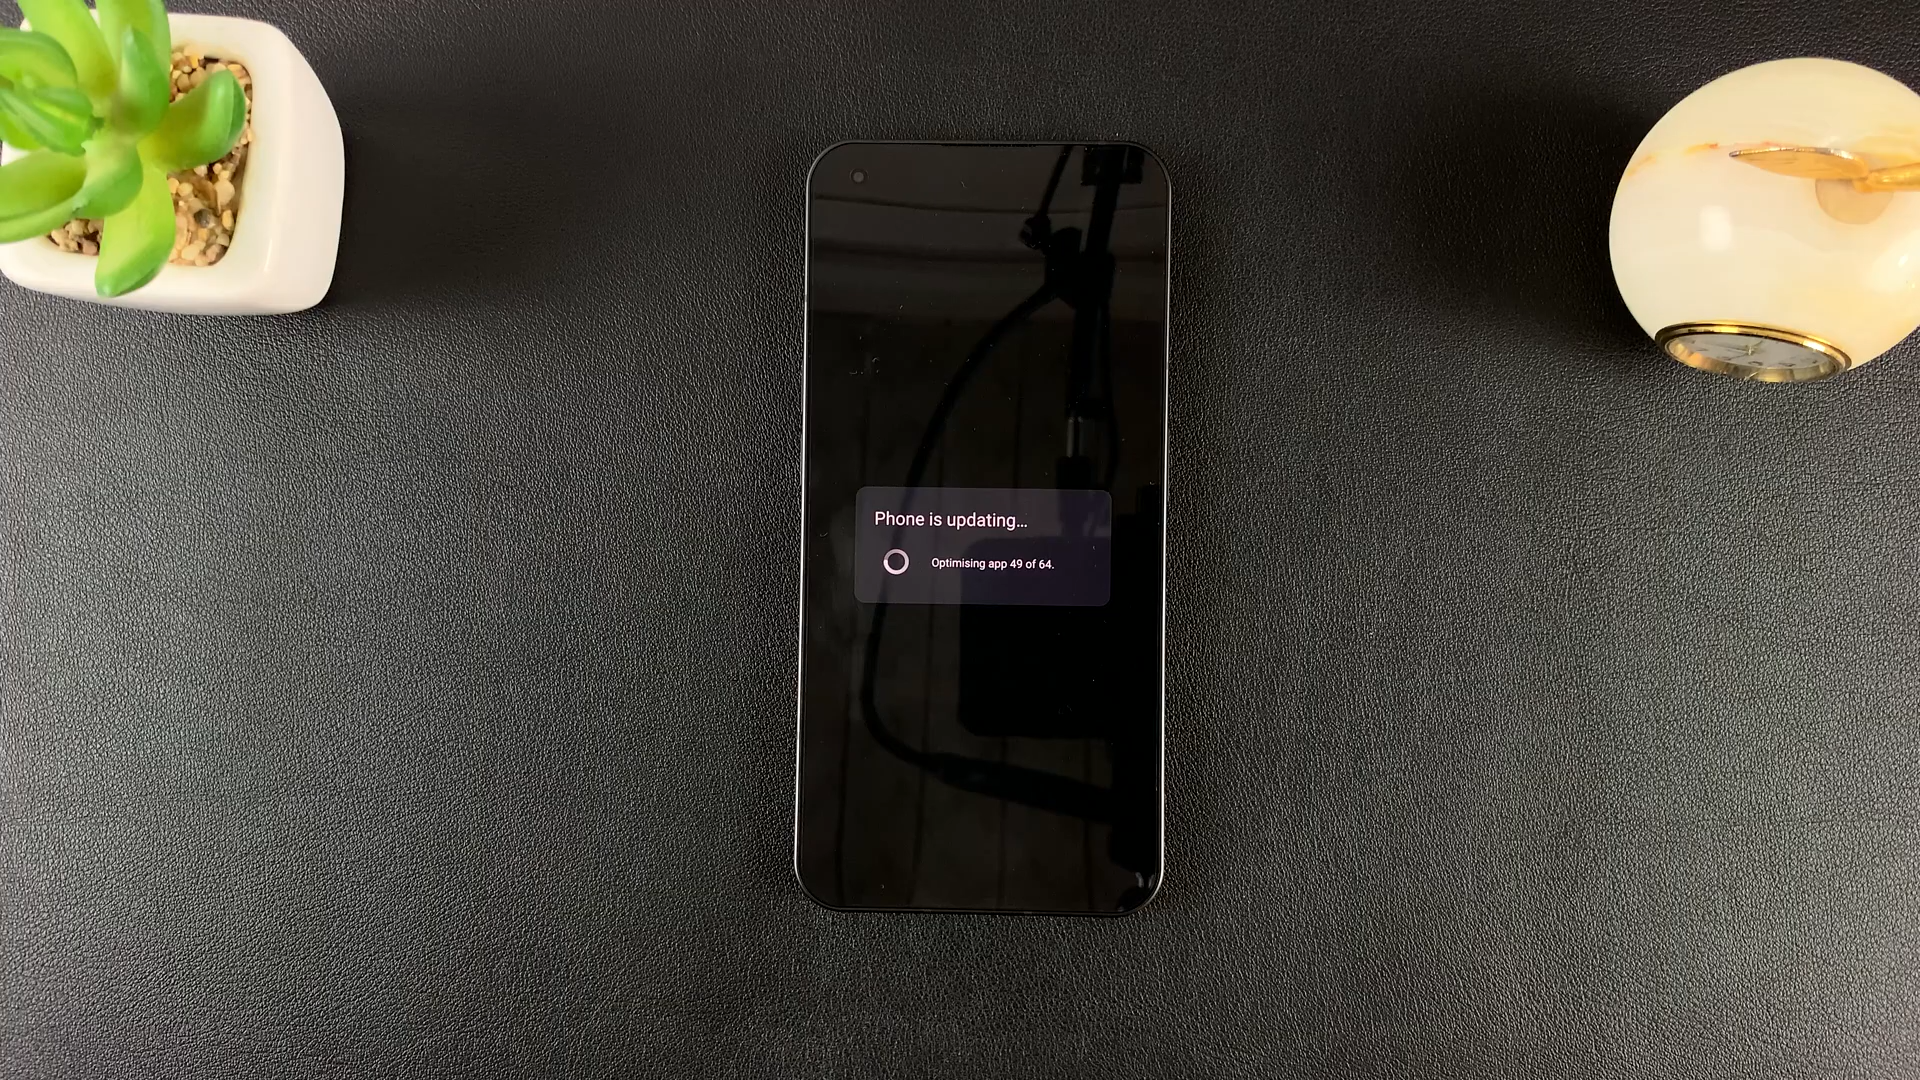 Phone is updating...
Optimising app 49 of 64.